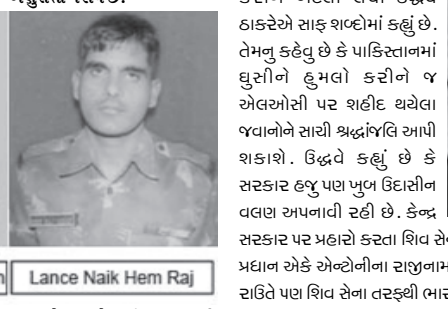 ઠાકરેએ સાફ શબ્દોમાં કહ્યું છે.
તેમનુ કહેવુ છે કે પાકિસ્તાનમાં
ઘુસીને હુમલો કરીને જ
એલઓસી પર શહીદ થયેલા
જવાનોને સાચી શ્રદ્ધાંજલિ આપી
શકાશે. ઉદ્ધવે કહ્યું છે કે
સરકાર હજુ પણ ખુબ ઉદાસીન
વલણ અપનાવી રહી છે. કેન્દ્ર
સરકાર પર પ્રહારો કરતા શિવ
પ્રધાન એકે એન્ટોનીના
રાઉતે પણ શિવ સેના તરફથી
Lance Naik Hem Raj